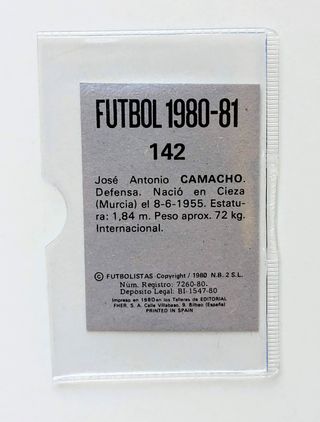 FUTBOL 1980-81
142
José Antonio CAMACHO.
Defensa. Nació en Cieza
(Murcia) el 8-6-1955. Estatu-
ra: 1,84 m. Peso aprox. 72 kg.
Internacional.
© FUTBOLISTAS Copyright / 1980 N.B. 2 S.L.
Núm. Registro: 7260-80.
Depósito Legal: BI-1547-80
Impreso en 1980 en los Talleres de EDITORIAL
FHER, S. A. Calle Villabaso, 9. Bilbao (España)
PRINTED IN SPAIN